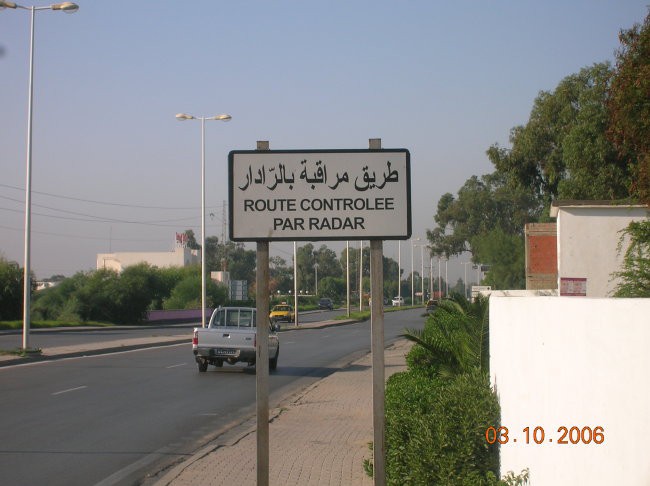 طريق مراقبة بالرّادار
ROUTE CONTROLEE
PAR RADAR
03.10.2006